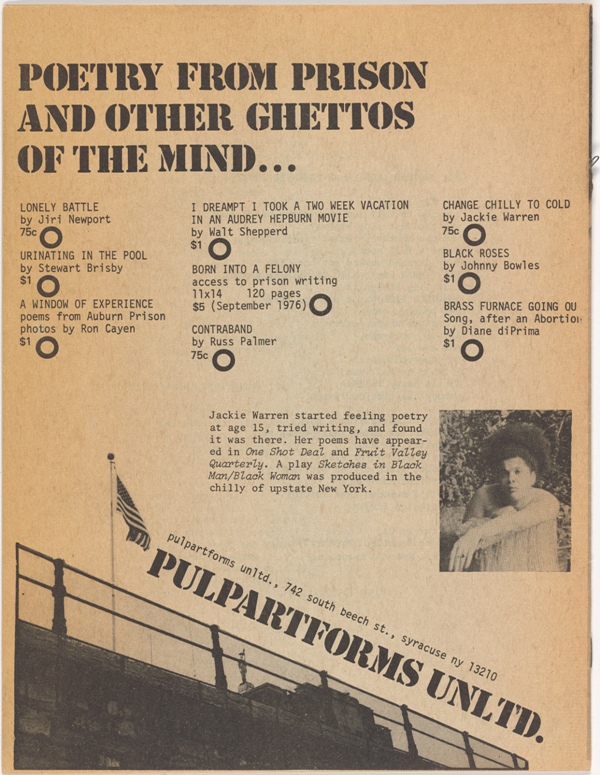 POETRY FROM PRISON
AND OTHER GHETTOS
OF THE MIND...
LONELY BATTLE
by Jiri Newport
75c
URINATING IN THE POOL
by Stewart Brisby
$1
A WINDOW OF EXPERIENCE
poems from Auburn Prison
photos by Ron Cayen
$1
I DREAMPT I TOOK A TWO WEEK VACATION
IN AN AUDREY HEPBURN MOVIE
by Walt Shepperd
$1
BORN INTO A FELONY
access to prison writing
11x14 120 pages
$5 (September 1976)
CONTRABAND
by Russ Palmer
75c
CHANGE CHILLY TO COLD
by Jackie Warren
75c
BLACK ROSES
by Johnny Bowles
$1
BRASS FURNACE GOING OU
Song, after an Abortion
by Diane diPrima
$1
Jackie Warren started feeling poetry
at age 15, tried writing, and found
it was there. Her poems have appear-
ed in One Shot Deal and Fruit Valley
Quarterly. A play Sketches in Black
Man/Black Woman was produced in the
chilly of upstate New York.
pulpartforms unltd., 742 south beech st., syracuse ny 13210
PULPARTFORMS UNLTD.